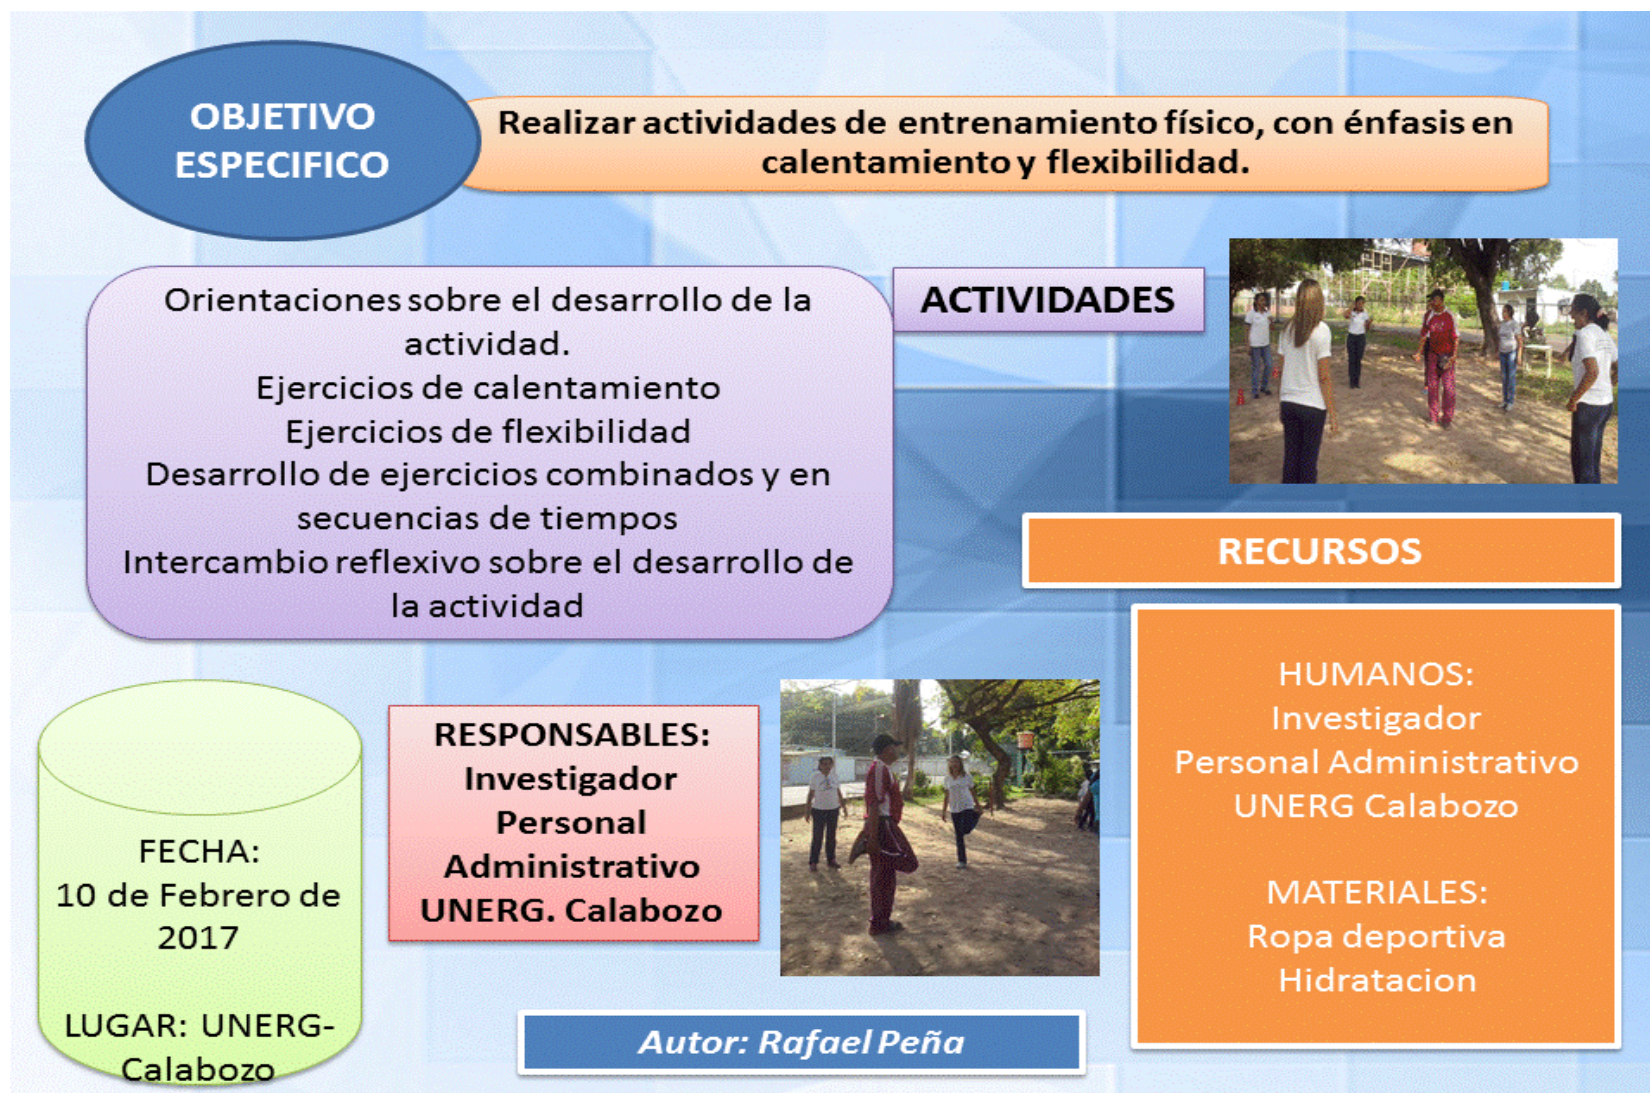 OBJETIVO
ESPECIFICO
Realizar actividades de entrenamiento físico, con énfasis en
calentamiento y flexibilidad.
Orientaciones sobre el desarrollo de la
actividad.
Ejercicios de calentamiento
Ejercicios de flexibilidad
Desarrollo de ejercicios combinados y en
secuencias de tiempos
Intercambio reflexivo sobre el desarrollo de
la actividad
ACTIVIDADES
RECURSOS
HUMANOS:
Investigador
Personal Administrativo
UNERG Calabozo
MATERIALES:
Ropa deportiva
Hidratacion
FECHA:
10 de Febrero de
2017
LUGAR: UNERG-
Calabozo
RESPONSABLES:
Investigador
Personal
Administrativo
UNERG. Calabozo
Autor: Rafael Peña